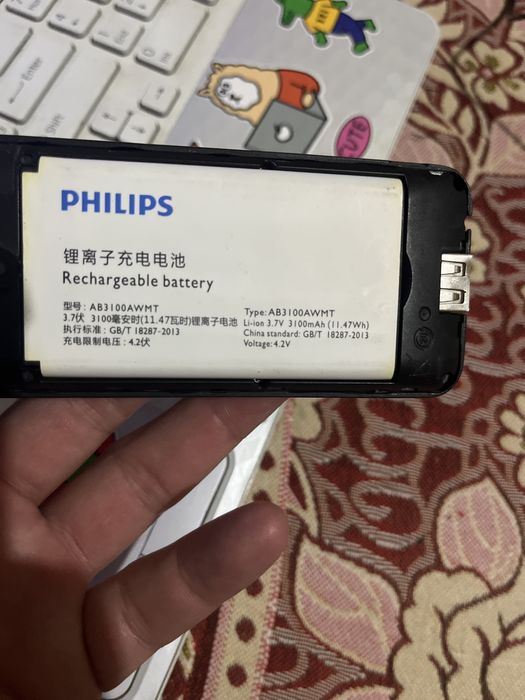 Enter
Shift
CUTE
PHILIPS
锂离子充电电池
Rechargeable battery
型号: AB3100AWMT
3.7伏 3100毫安时(11.47瓦时)锂离子电池
执行标准: GB/T 18287-2013
充电限制电压: 4.2伏
Type: AB3100AWMT
Li-ion 3.7V 3100mAh (11.47Wh)
China standard: GB/T 18287-2013
Voltage: 4.2V